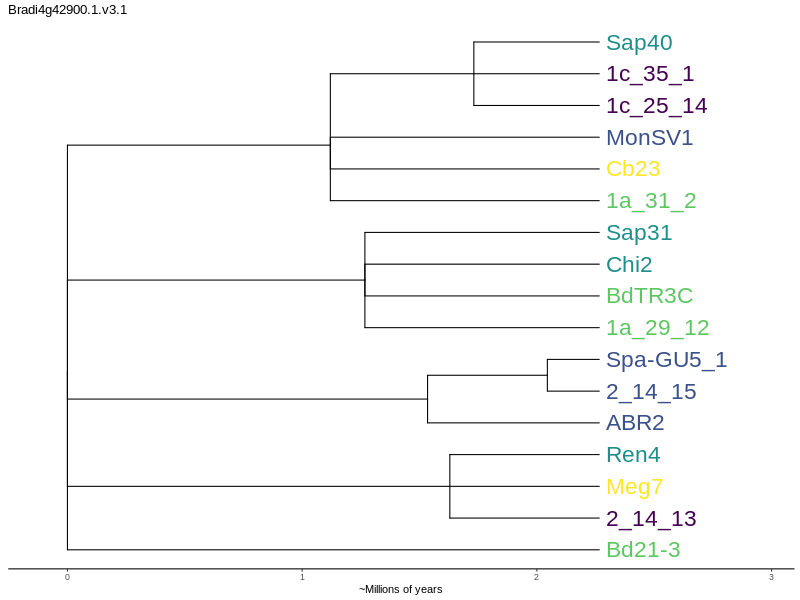 Bradi4g42900.1.v3.1
Sap40
1c_35_1
1c_25_14
MonSV1
Cb23
1a_31_2
Sap31
Chi2
BdTR3C
1a_29_12
Spa-GU5_1
2_14_15
ABR2
Ren4
Meg7
2_14_13
Bd21-3
0 1 2 3
~Millions of years